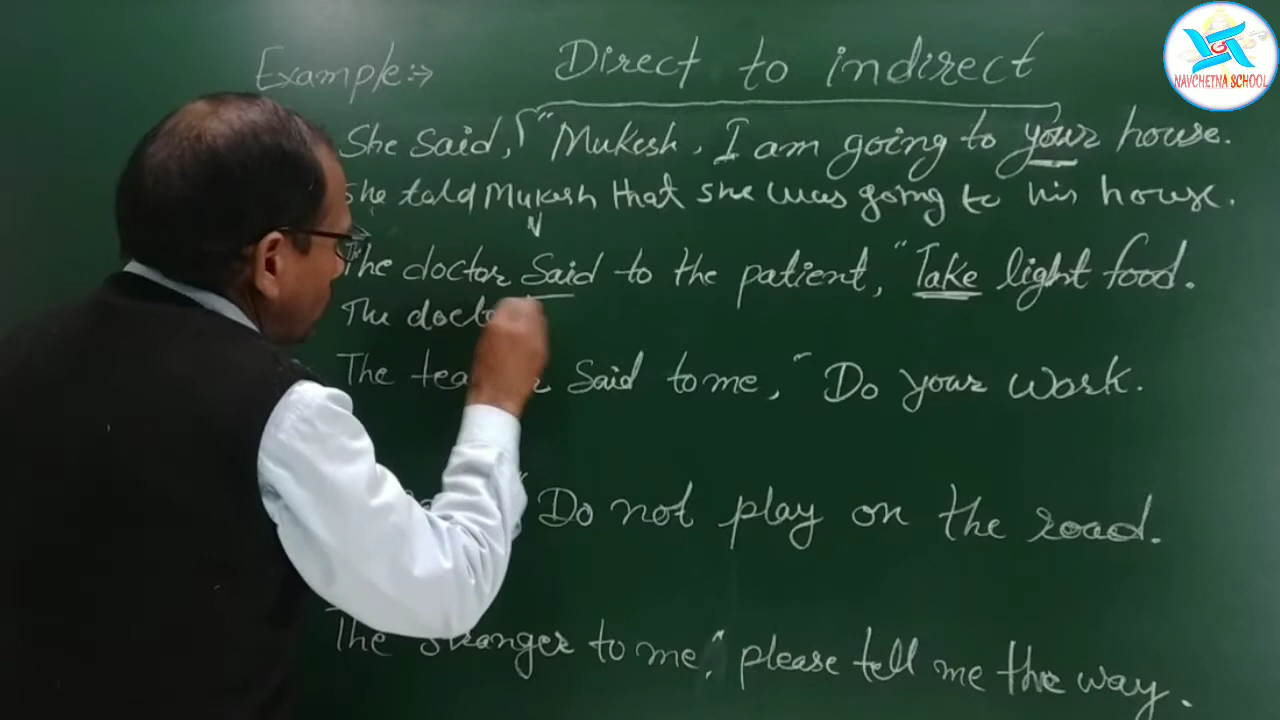 Example:→ Direct to indirect
NAVCHETNA SCHOOL
She Said, "Mukesh, I am going to your house.
She told Mukesh that she was going to his house.
The doctor Said to the patient, "Take light food.
The docto
The Said to me, "Do your work.
"Do not play on the road.
The stranger to me," please tell me the way.